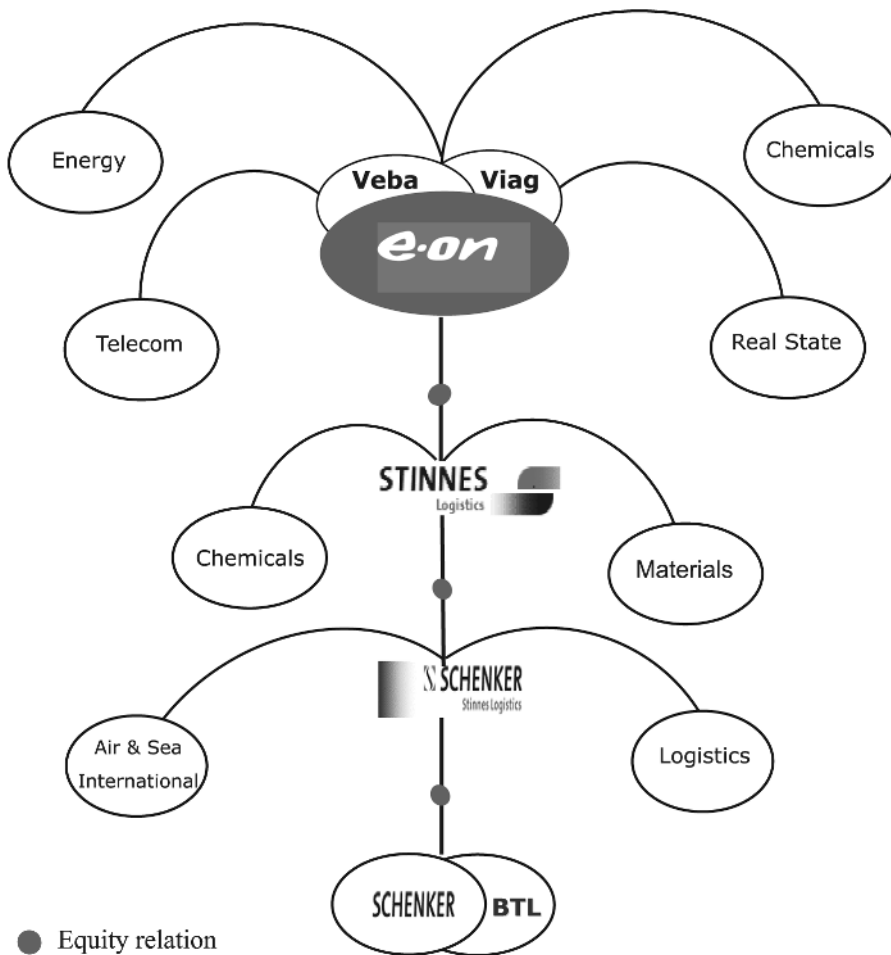 Energy
Chemicals
Veba
Viag
e·on
Telecom
Real State
STINNES
Logistics
Chemicals
Materials
SCHENKER
Stinnes Logistics
Air & Sea
International
Logistics
SCHENKER
BTL
Equity relation